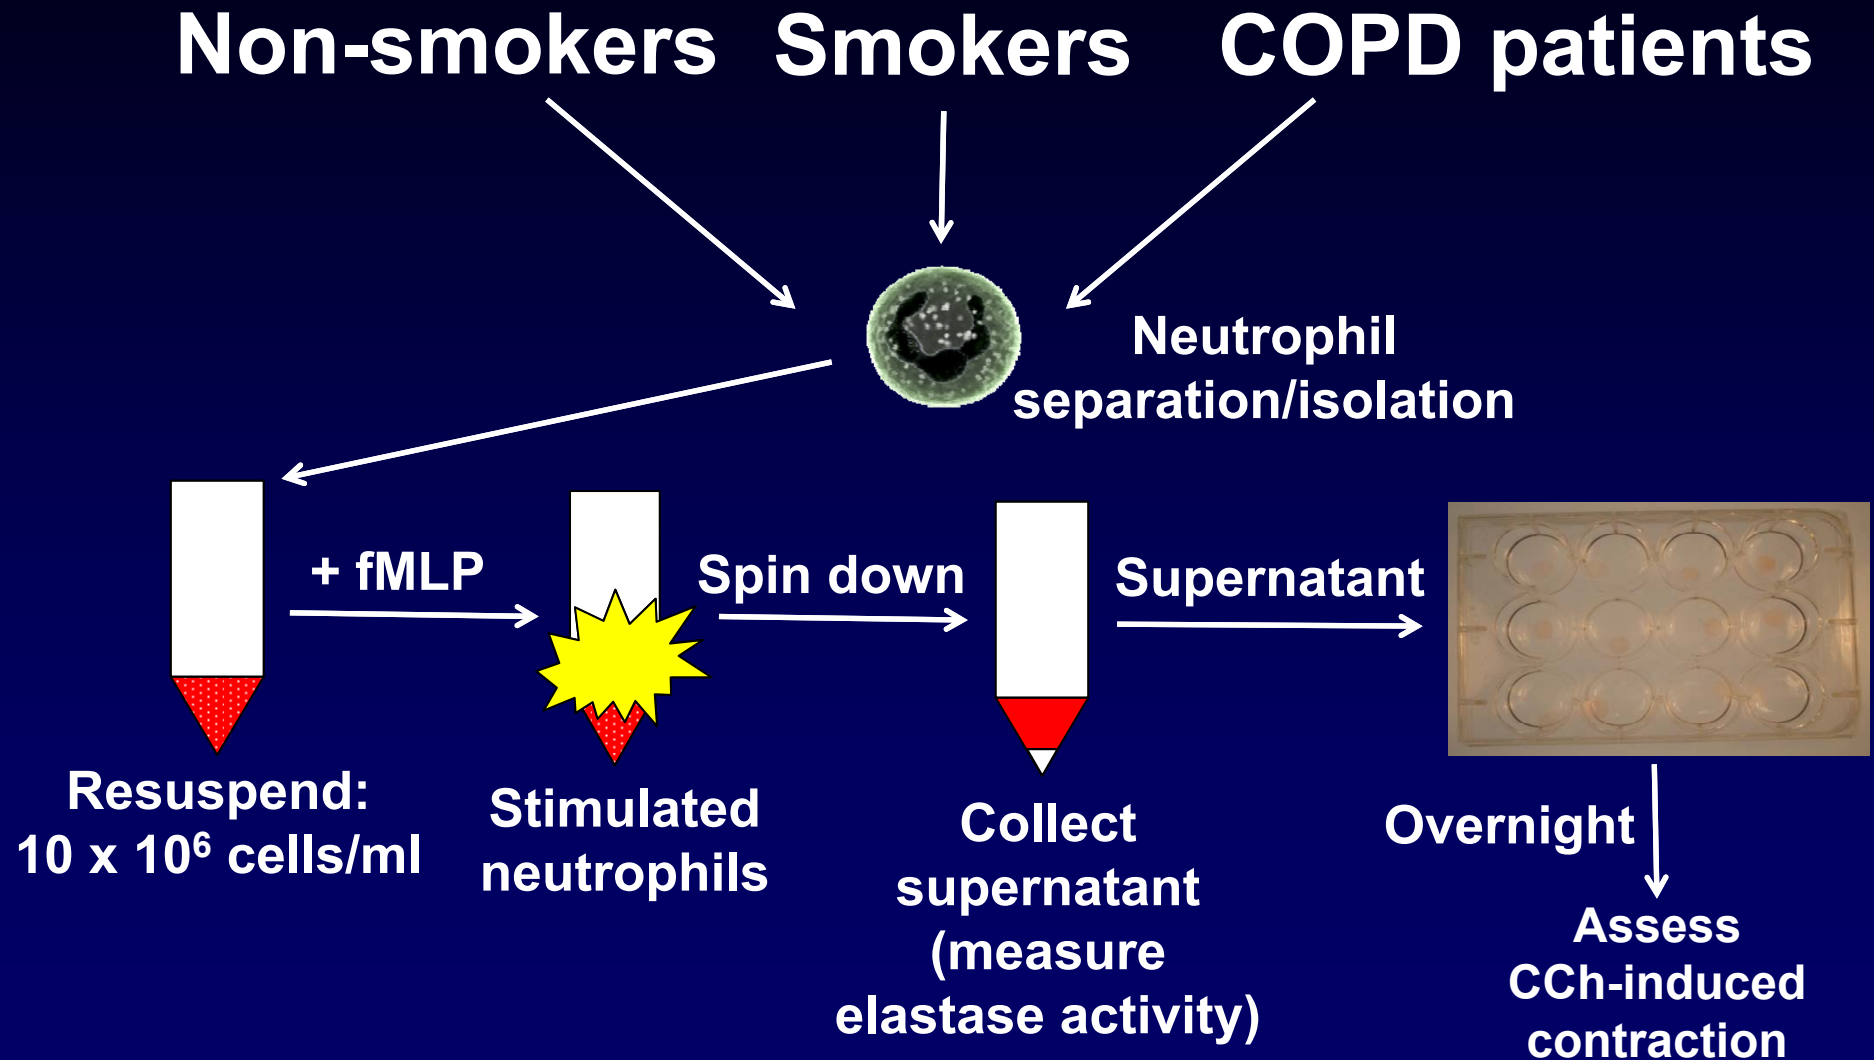 Non-smokers
Smokers
COPD patients
Neutrophil
separation/isolation
+ fMLP
Spin down
Supernatant
Resuspend:
10 x 10⁶ cells/ml
Stimulated
neutrophils
Collect
supernatant
(measure
elastase activity)
Overnight
Assess
CCh-induced
contraction